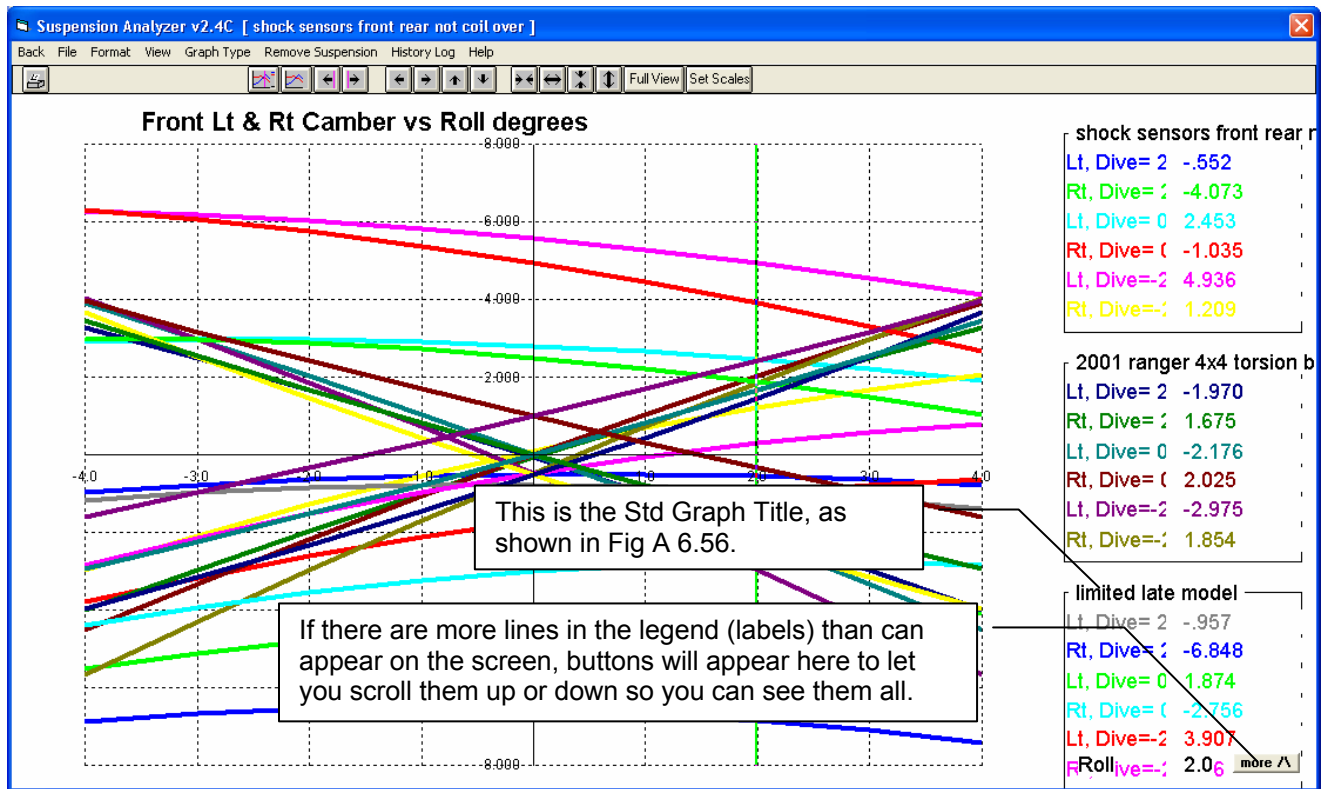 Suspension Analyzer v2.4C [ shock sensors front rear not coil over ]
Back File Format View Graph Type Remove Suspension History Log Help
Full View Set Scales
Front Lt & Rt Camber vs Roll degrees
8.000
6.000
4.000
2.000
-4.0 -3.0 -2.0 -1.0 1.0 2.0 3.0 4.0
-8.000
This is the Std Graph Title, as
shown in Fig A 6.56.
If there are more lines in the legend (labels) than can
appear on the screen, buttons will appear here to let
you scroll them up or down so you can see them all.
shock sensors front rear
Lt, Dive= 2 -.552
Rt, Dive= 2 -4.073
Lt, Dive= 0 2.453
Rt, Dive= -1.035
Lt, Dive=-2 4.936
Rt, Dive=- 1.209
2001 ranger 4x4 torsion b
Lt, Dive= 2 -1.970
Rt, Dive= 2 1.675
Lt, Dive= 0 -2.176
Rt, Dive= 2.025
Lt, Dive=-2 -2.975
Rt, Dive=- 1.854
limited late model
Lt, Dive= 2 -.957
Rt, Dive= 2 -6.848
Lt, Dive= 0 1.874
Rt, Dive= -2.756
Lt, Dive=-2 3.907
Roll 2.0 more /\